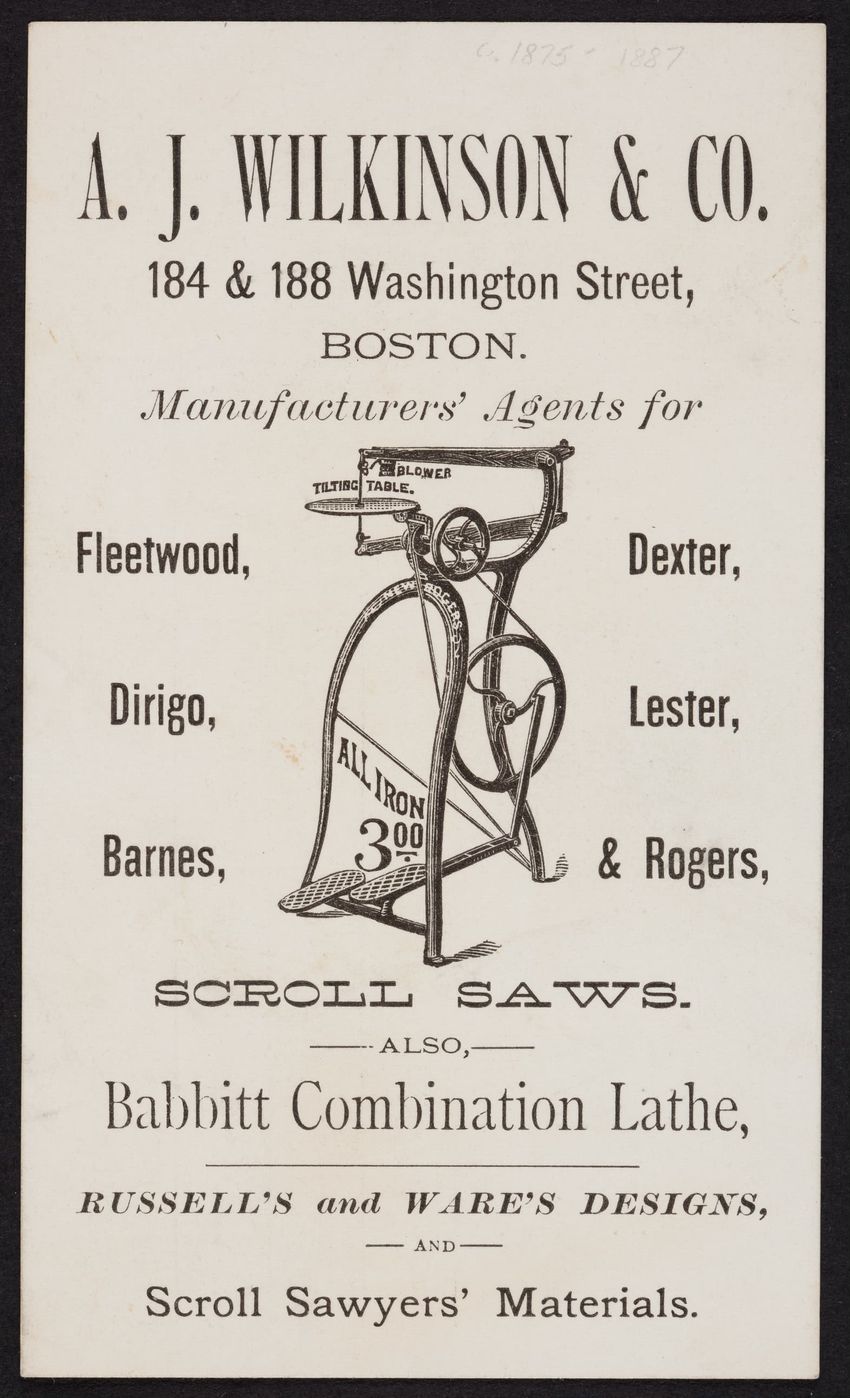 c. 1875 - 1887
A. J. WILKINSON & CO.
184 & 188 Washington Street,
BOSTON.
Manufacturers' Agents for
BLOWER
TILTING TABLE.
Fleetwood,
Dexter,
NEW ROGERS
Dirigo,
Lester,
ALL IRON
3.00
Barnes,
& Rogers,
SCROLL SAWS.
ALSO,
Babbitt Combination Lathe,
RUSSELL'S and WARE'S DESIGNS,
AND
Scroll Sawyers' Materials.